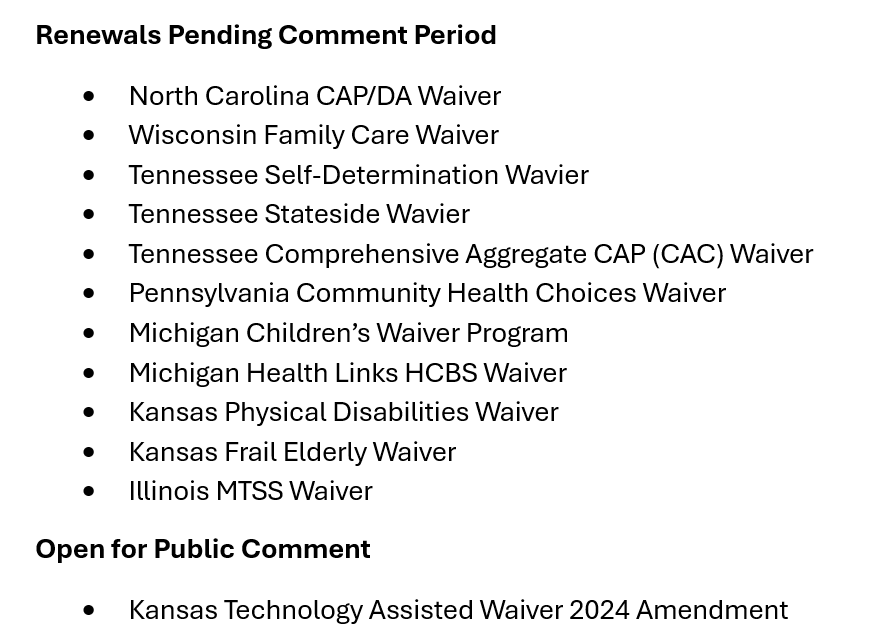 Renewals Pending Comment Period
• North Carolina CAP/DA Waiver
• Wisconsin Family Care Waiver
• Tennessee Self-Determination Wavier
• Tennessee Stateside Wavier
• Tennessee Comprehensive Aggregate CAP (CAC) Waiver
• Pennsylvania Community Health Choices Waiver
• Michigan Children’s Waiver Program
• Michigan Health Links HCBS Waiver
• Kansas Physical Disabilities Waiver
• Kansas Frail Elderly Waiver
• Illinois MTSS Waiver
Open for Public Comment
• Kansas Technology Assisted Waiver 2024 Amendment